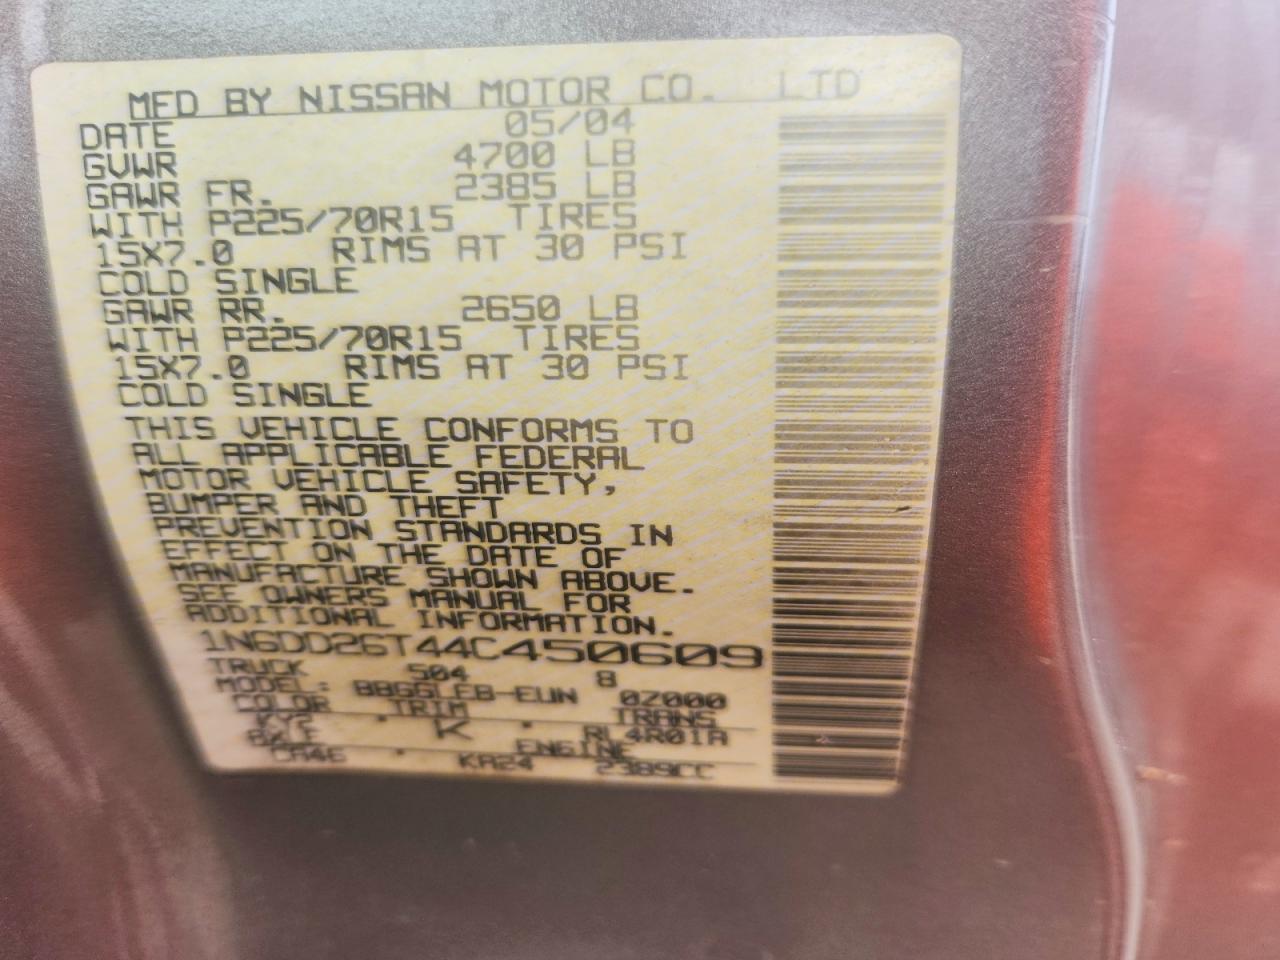 MFD BY NISSAN MOTOR CO. LTD
DATE 05/04
GVWR 4700 LB
GAWR FR. 2385 LB
WITH P225/70R15 TIRES
15X7.0 RIMS AT 30 PSI
COLD SINGLE
GAWR RR. 2650 LB
WITH P225/70R15 TIRES
15X7.0 RIMS AT 30 PSI
COLD SINGLE
THIS VEHICLE CONFORMS TO
ALL APPLICABLE FEDERAL
MOTOR VEHICLE SAFETY,
BUMPER AND THEFT
PREVENTION STANDARDS IN
EFFECT ON THE DATE OF
MANUFACTURE SHOWN ABOVE.
SEE OWNERS MANUAL FOR
ADDITIONAL INFORMATION.
1N6DD26T44C450609
TRUCK 504 8
MODEL: 0Z000
COLOR TRIM TRANS
KY2 K RL4R01A
ENGINE
CA46 KA24 2389CC